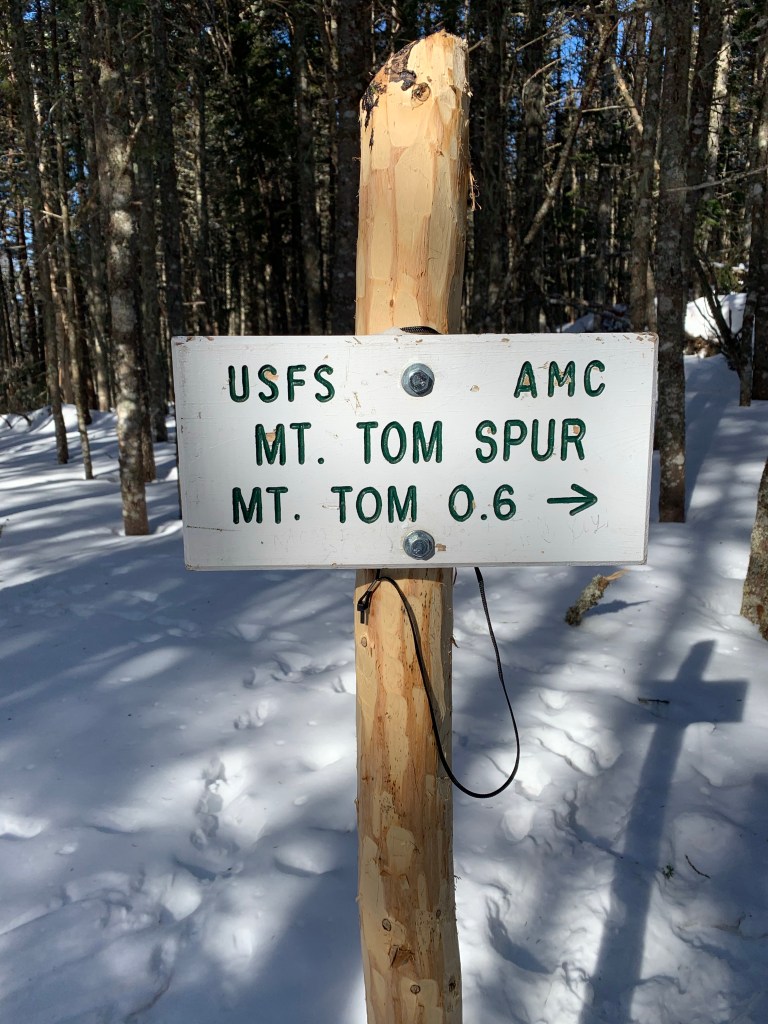 USFS AMC
MT. TOM SPUR
MT. TOM 0.6 →